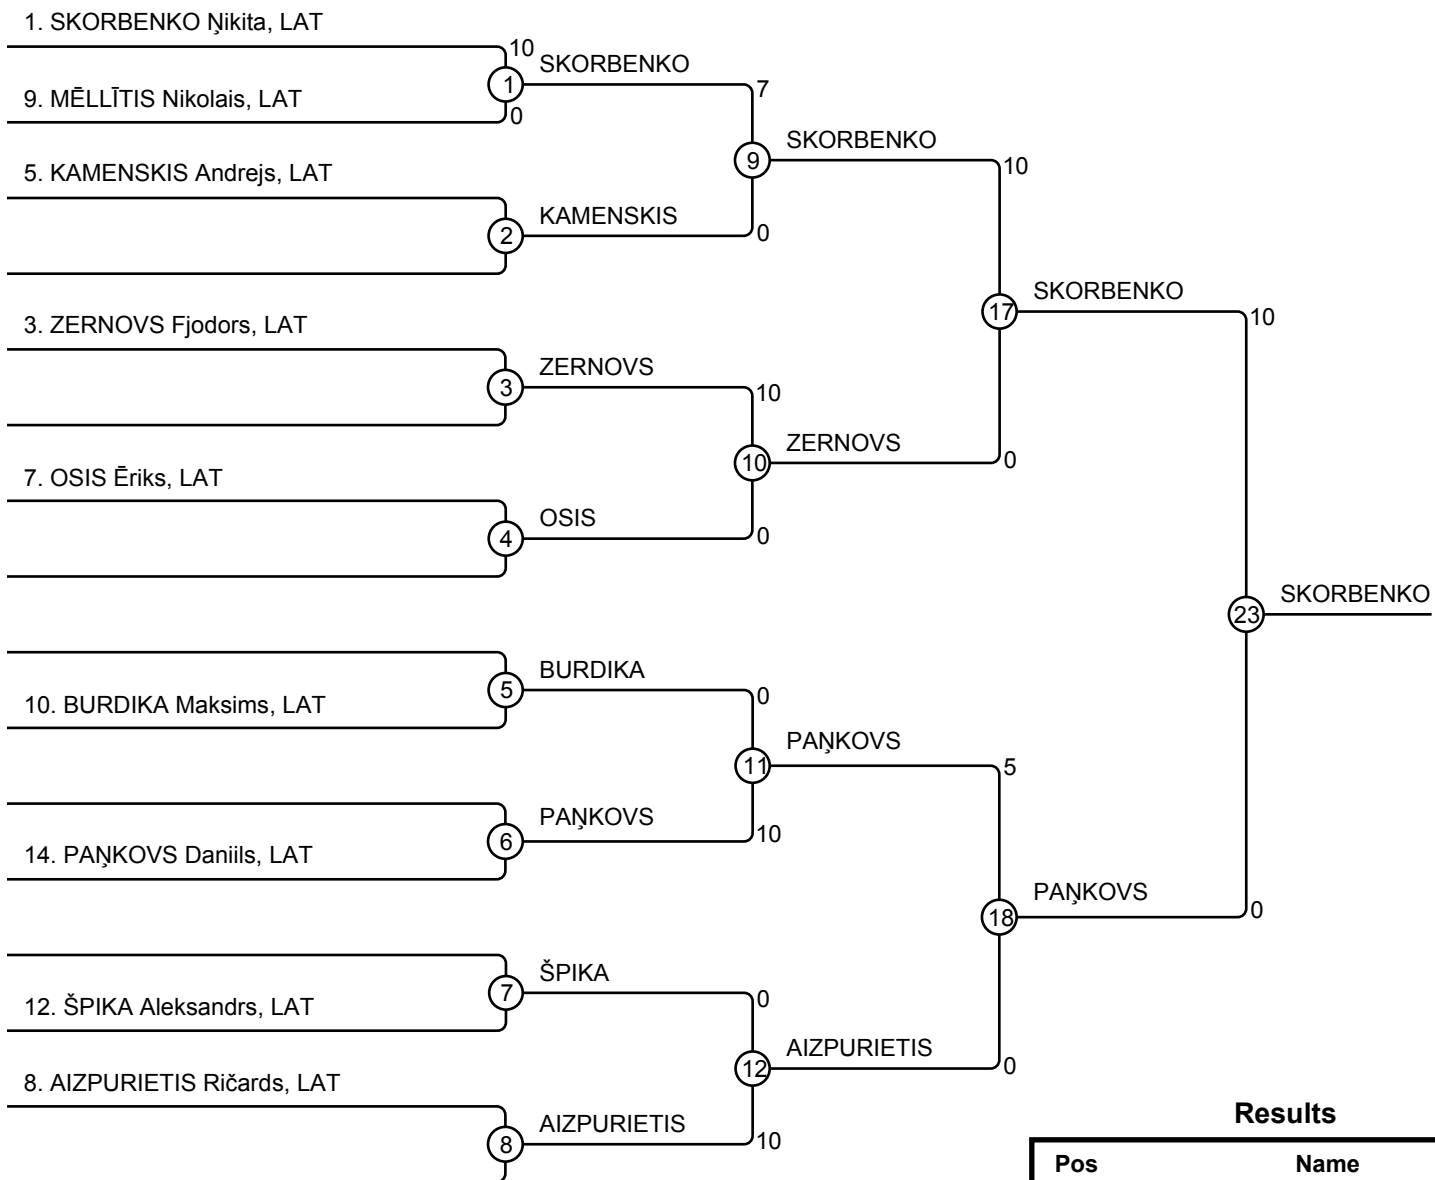 1. SKORBENKO Ņikita, LAT
10
SKORBENKO
1
7
9. MĒLLĪTIS Nikolais, LAT
0
SKORBENKO
9
10
5. KAMENSKIS Andrejs, LAT
KAMENSKIS
2
0
SKORBENKO
17
10
3. ZERNOVS Fjodors, LAT
ZERNOVS
3
10
ZERNOVS
10
0
7. OSIS Ēriks, LAT
OSIS
4
0
SKORBENKO
23
BURDIKA
5
0
10. BURDIKA Maksims, LAT
PAŅKOVS
11
5
PAŅKOVS
6
10
14. PAŅKOVS Daniils, LAT
PAŅKOVS
18
0
ŠPIKA
7
0
12. ŠPIKA Aleksandrs, LAT
AIZPURIETIS
12
0
8. AIZPURIETIS Ričards, LAT
AIZPURIETIS
8
10
Results
Pos Name